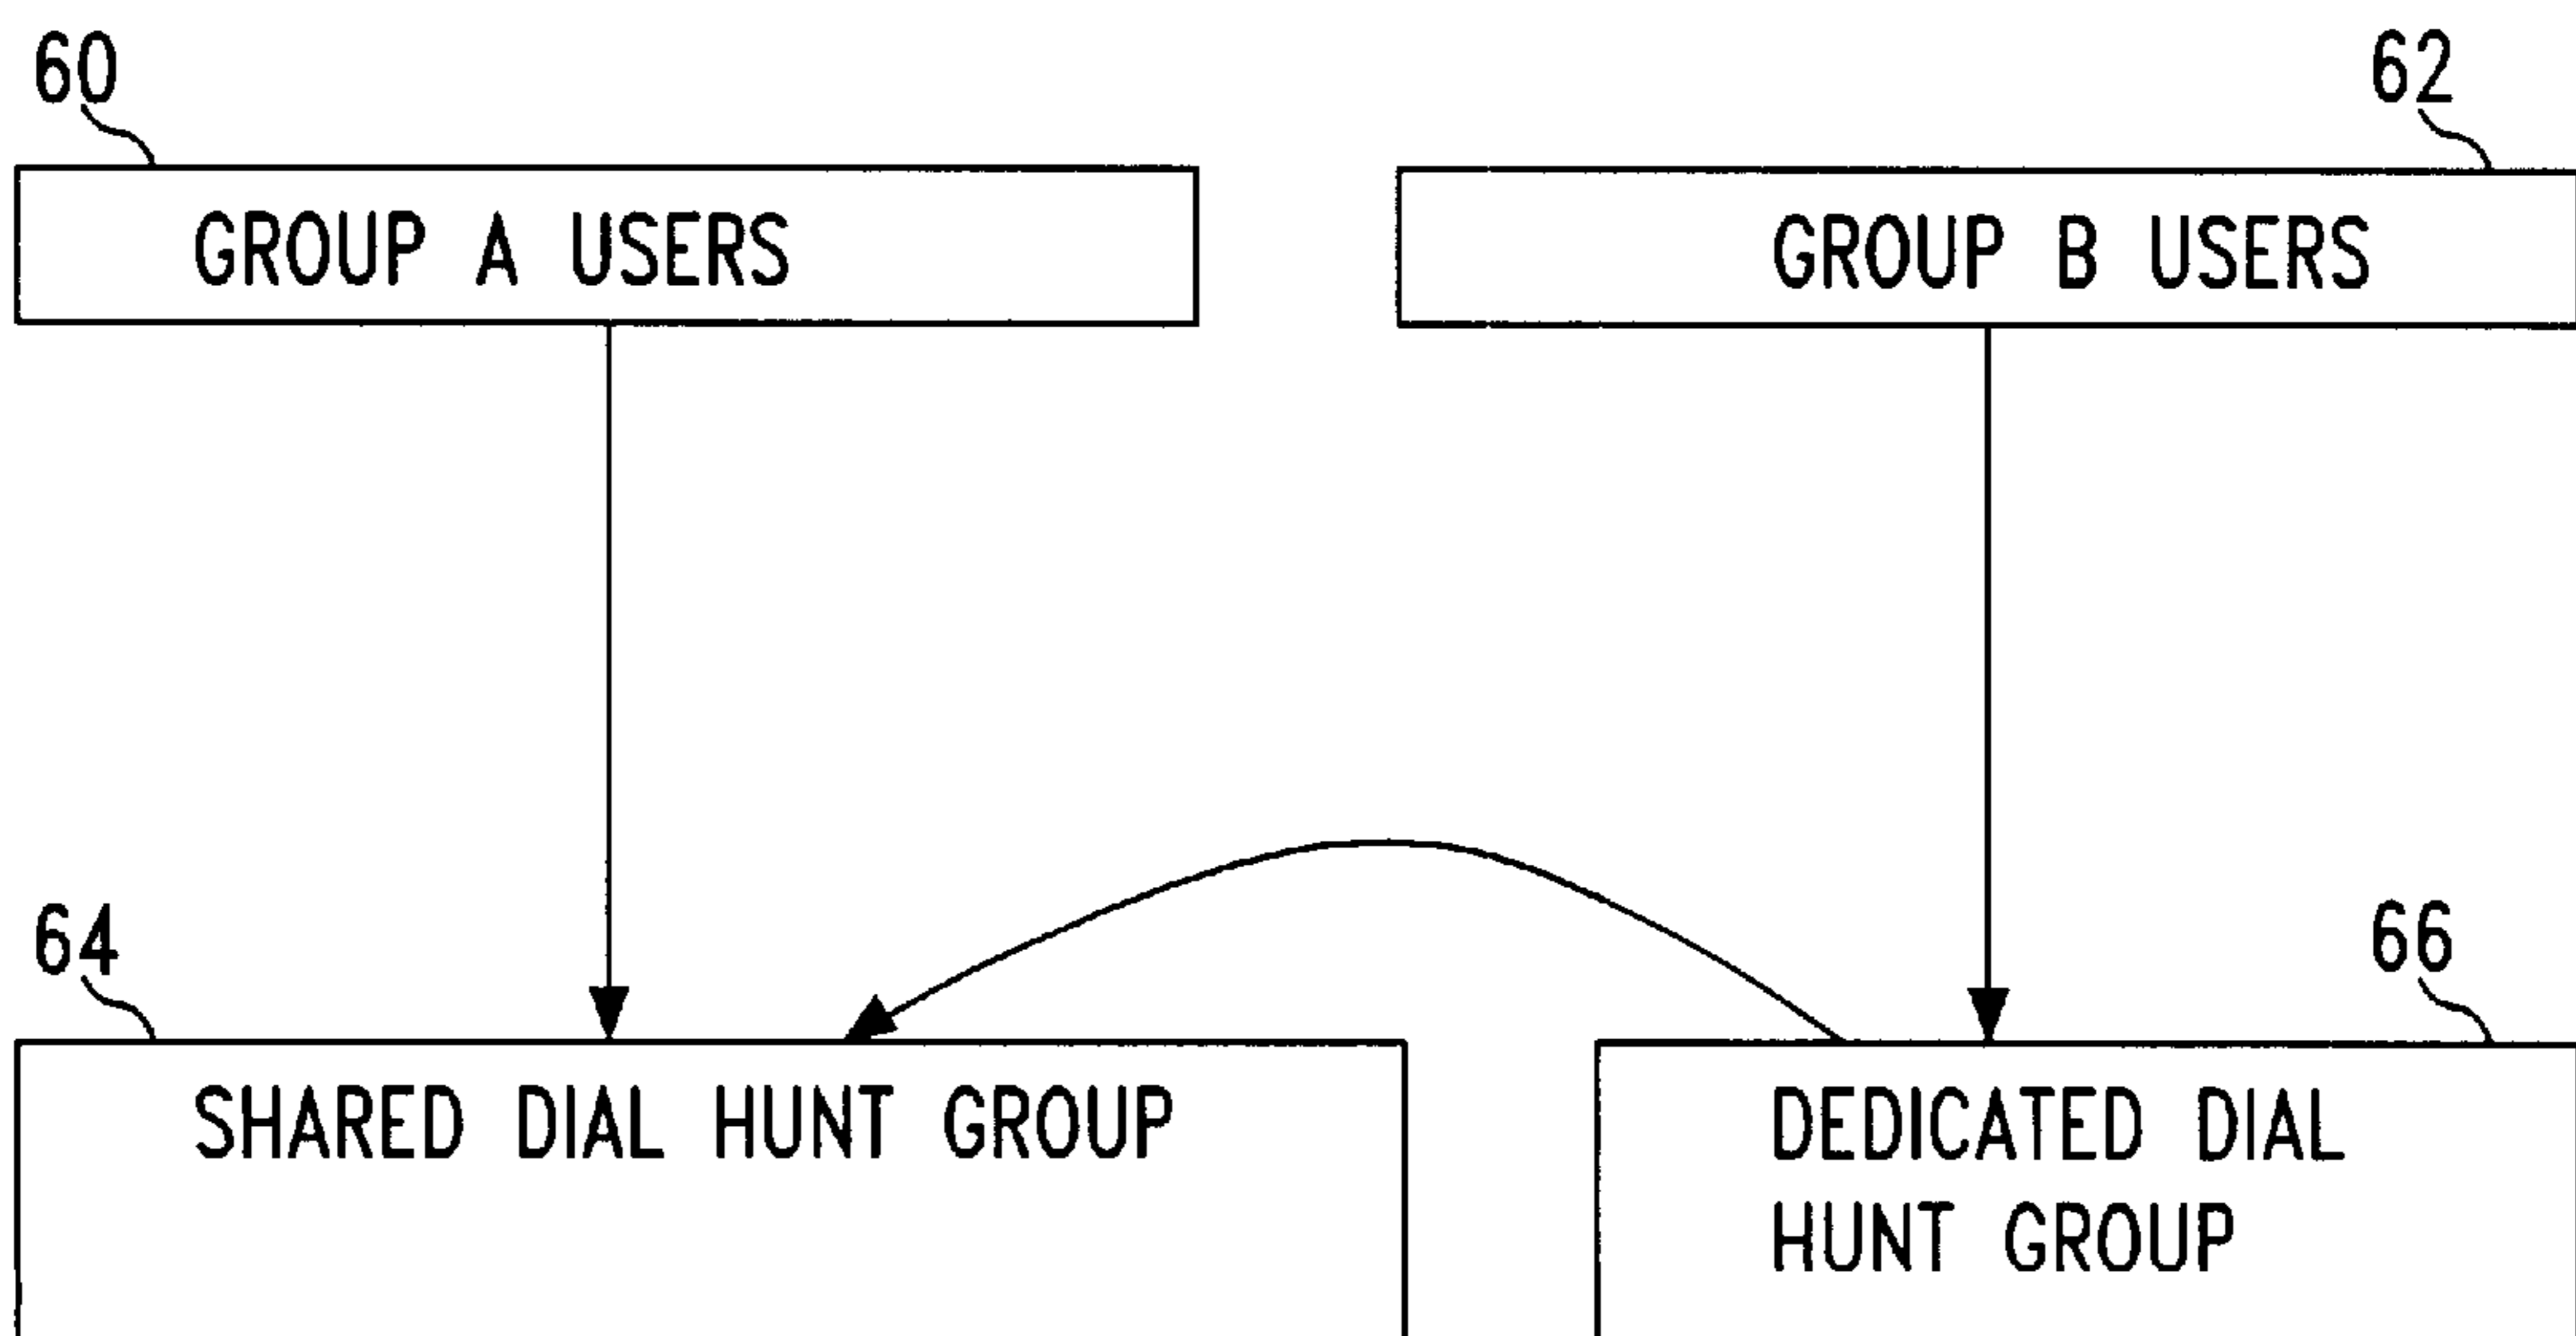 60
62
GROUP A USERS
GROUP B USERS
64
66
SHARED DIAL HUNT GROUP
DEDICATED DIAL
HUNT GROUP